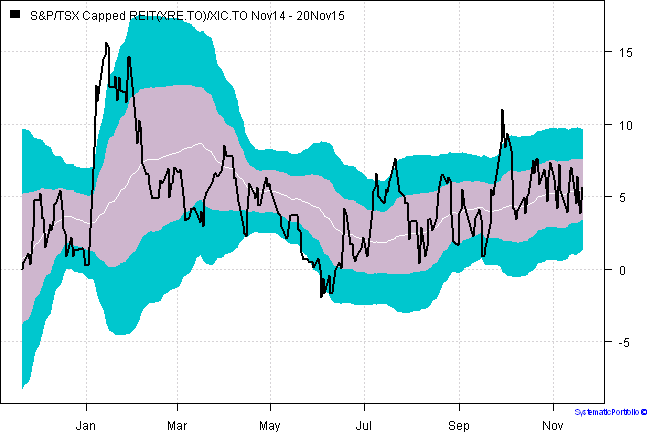 S&P/TSX Capped REIT(XRE.TO)/XIC.TO Nov14 - 20Nov15
15
10
5
0
-5
Jan Mar May Jul Sep Nov
SystematicPortfolio ©